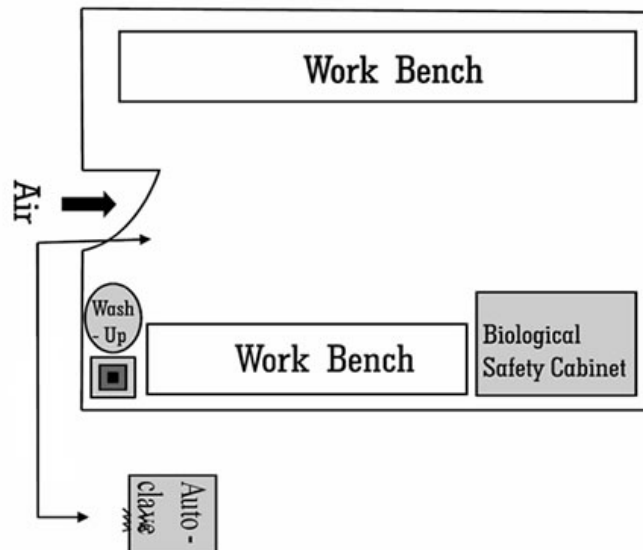 Work Bench
Air
Wash
- Up
Work Bench
Biological
Safety Cabinet
Auto -
clave